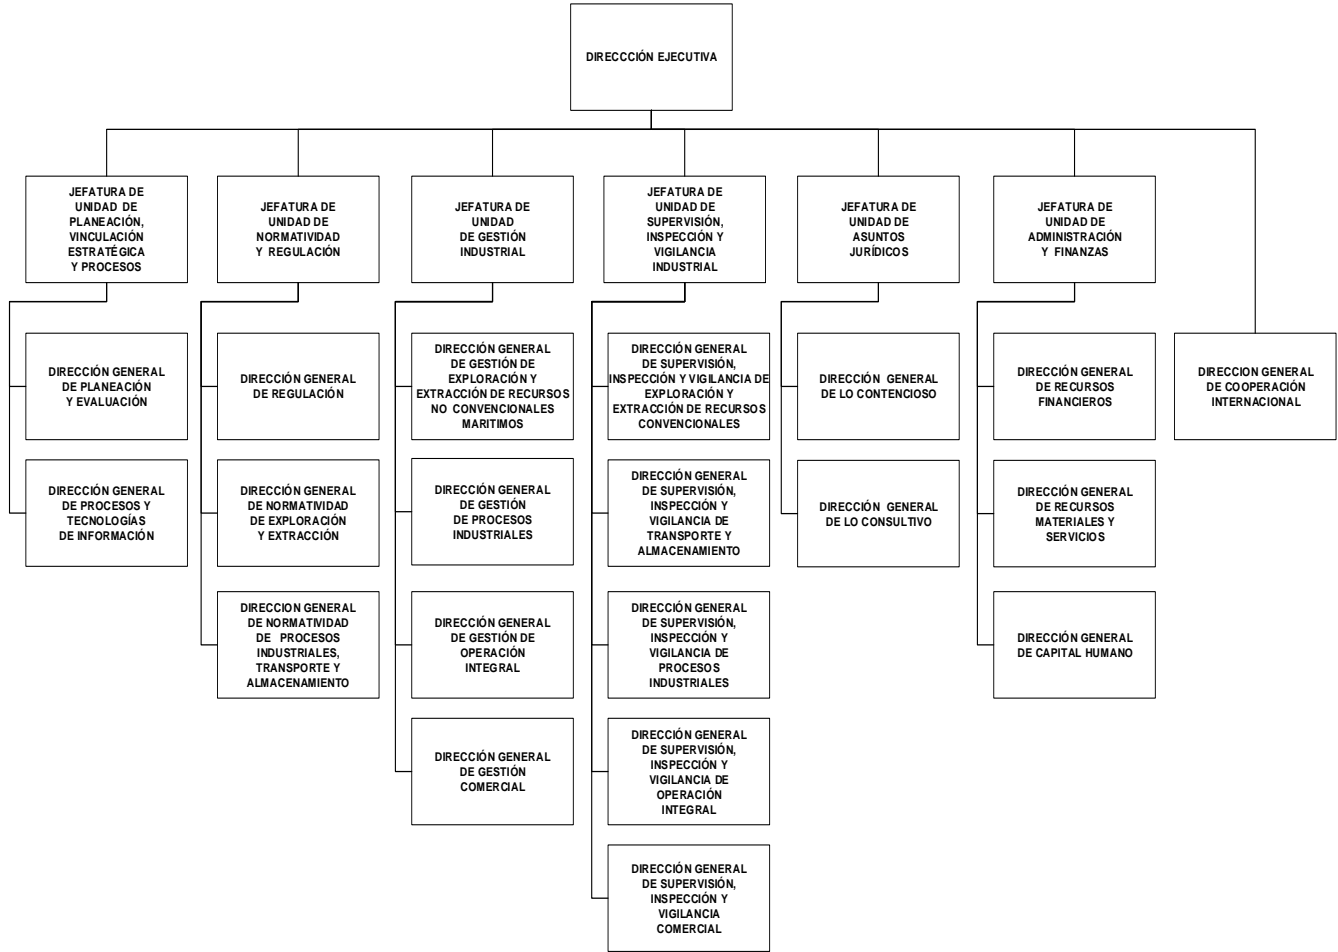 DIRECCCIÓN EJECUTIVA
JEFATURA DE
UNIDAD DE
PLANEACIÓN,
VINCULACIÓN
ESTRATÉGICA
Y PROCESOS
JEFATURA DE
UNIDAD DE
NORMATIVIDAD
Y REGULACIÓN
JEFATURA DE
UNIDAD
DE GESTIÓN
INDUSTRIAL
JEFATURA DE
UNIDAD DE
SUPERVISIÓN,
INSPECCIÓN Y
VIGILANCIA
INDUSTRIAL
JEFATURA DE
UNIDAD DE
ASUNTOS
JURÍDICOS
JEFATURA DE
UNIDAD DE
ADMINISTRACIÓN
Y FINANZAS
DIRECCIÓN GENERAL
DE PLANEACIÓN
Y EVALUACIÓN
DIRECCIÓN GENERAL
DE REGULACIÓN
DIRECCIÓN GENERAL
DE GESTIÓN DE
EXPLORACIÓN Y
EXTRACCIÓN DE RECURSOS
NO CONVENCIONALES
MARITIMOS
DIRECCIÓN GENERAL
DE SUPERVISIÓN,
INSPECCIÓN Y VIGILANCIA DE
EXPLORACIÓN Y
EXTRACCIÓN DE RECURSOS
CONVENCIONALES
DIRECCIÓN GENERAL
DE LO CONTENCIOSO
DIRECCIÓN GENERAL
DE RECURSOS
FINANCIEROS
DIRECCION GENERAL
DE COOPERACIÓN
INTERNACIONAL
DIRECCIÓN GENERAL
DE PROCESOS Y
TECNOLOGÍAS
DE INFORMACIÓN
DIRECCIÓN GENERAL
DE NORMATIVIDAD
DE EXPLORACIÓN
Y EXTRACCIÓN
DIRECCIÓN GENERAL
DE GESTIÓN
DE PROCESOS
INDUSTRIALES
DIRECCIÓN GENERAL
DE SUPERVISIÓN,
INSPECCIÓN Y
VIGILANCIA DE
TRANSPORTE Y
ALMACENAMIENTO
DIRECCIÓN GENERAL
DE LO CONSULTIVO
DIRECCIÓN GENERAL
DE RECURSOS
MATERIALES Y
SERVICIOS
DIRECCION GENERAL
DE NORMATIVIDAD
DE PROCESOS
INDUSTRIALES,
TRANSPORTE Y
ALMACENAMIENTO
DIRECCIÓN GENERAL
DE GESTIÓN DE
OPERACIÓN
INTEGRAL
DIRECCIÓN GENERAL
DE SUPERVISIÓN,
INSPECCIÓN Y
VIGILANCIA DE
PROCESOS
INDUSTRIALES
DIRECCIÓN GENERAL
DE CAPITAL HUMANO
DIRECCIÓN GENERAL
DE GESTIÓN
COMERCIAL
DIRECCIÓN GENERAL
DE SUPERVISIÓN,
INSPECCIÓN Y
VIGILANCIA DE
OPERACIÓN
INTEGRAL
DIRECCIÓN GENERAL
DE SUPERVISIÓN,
INSPECCIÓN Y
VIGILANCIA
COMERCIAL